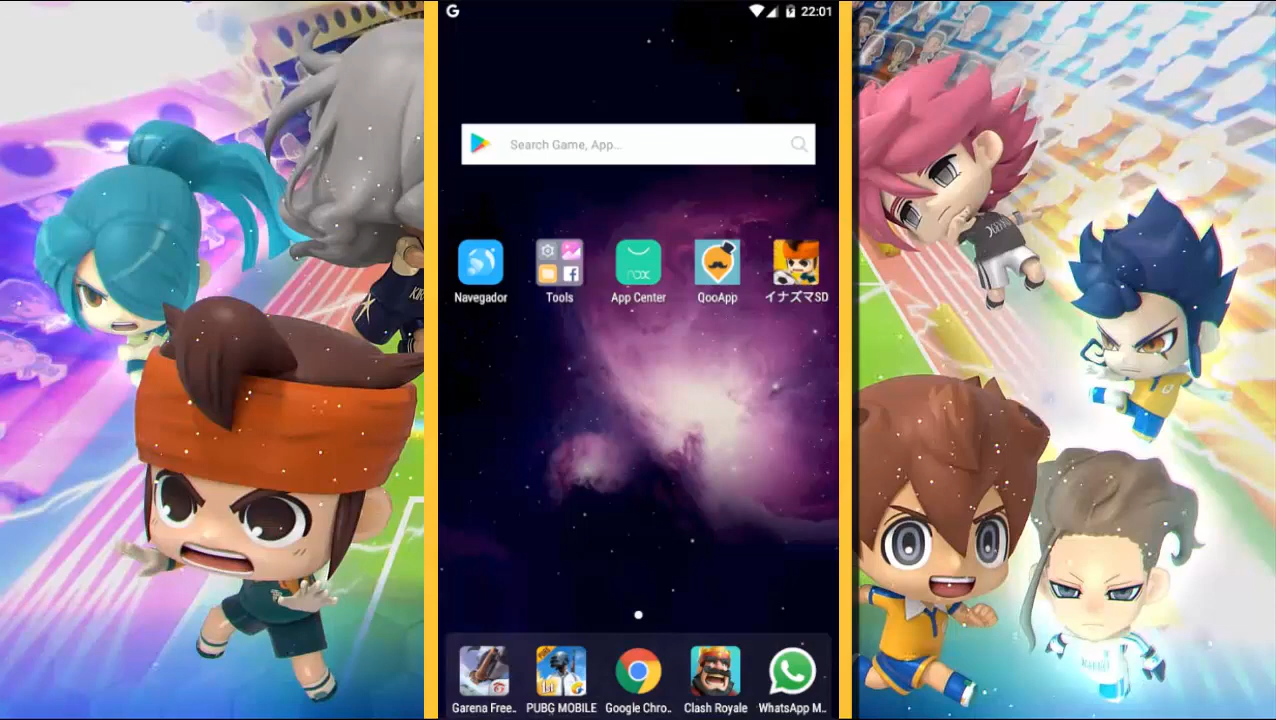 22:01
Search Game, App...
nox
Navegador
Tools
App Center
QooApp
イナズマSD
Garena Free..
PUBG MOBILE
Google Chro..
Clash Royale
WhatsApp M..